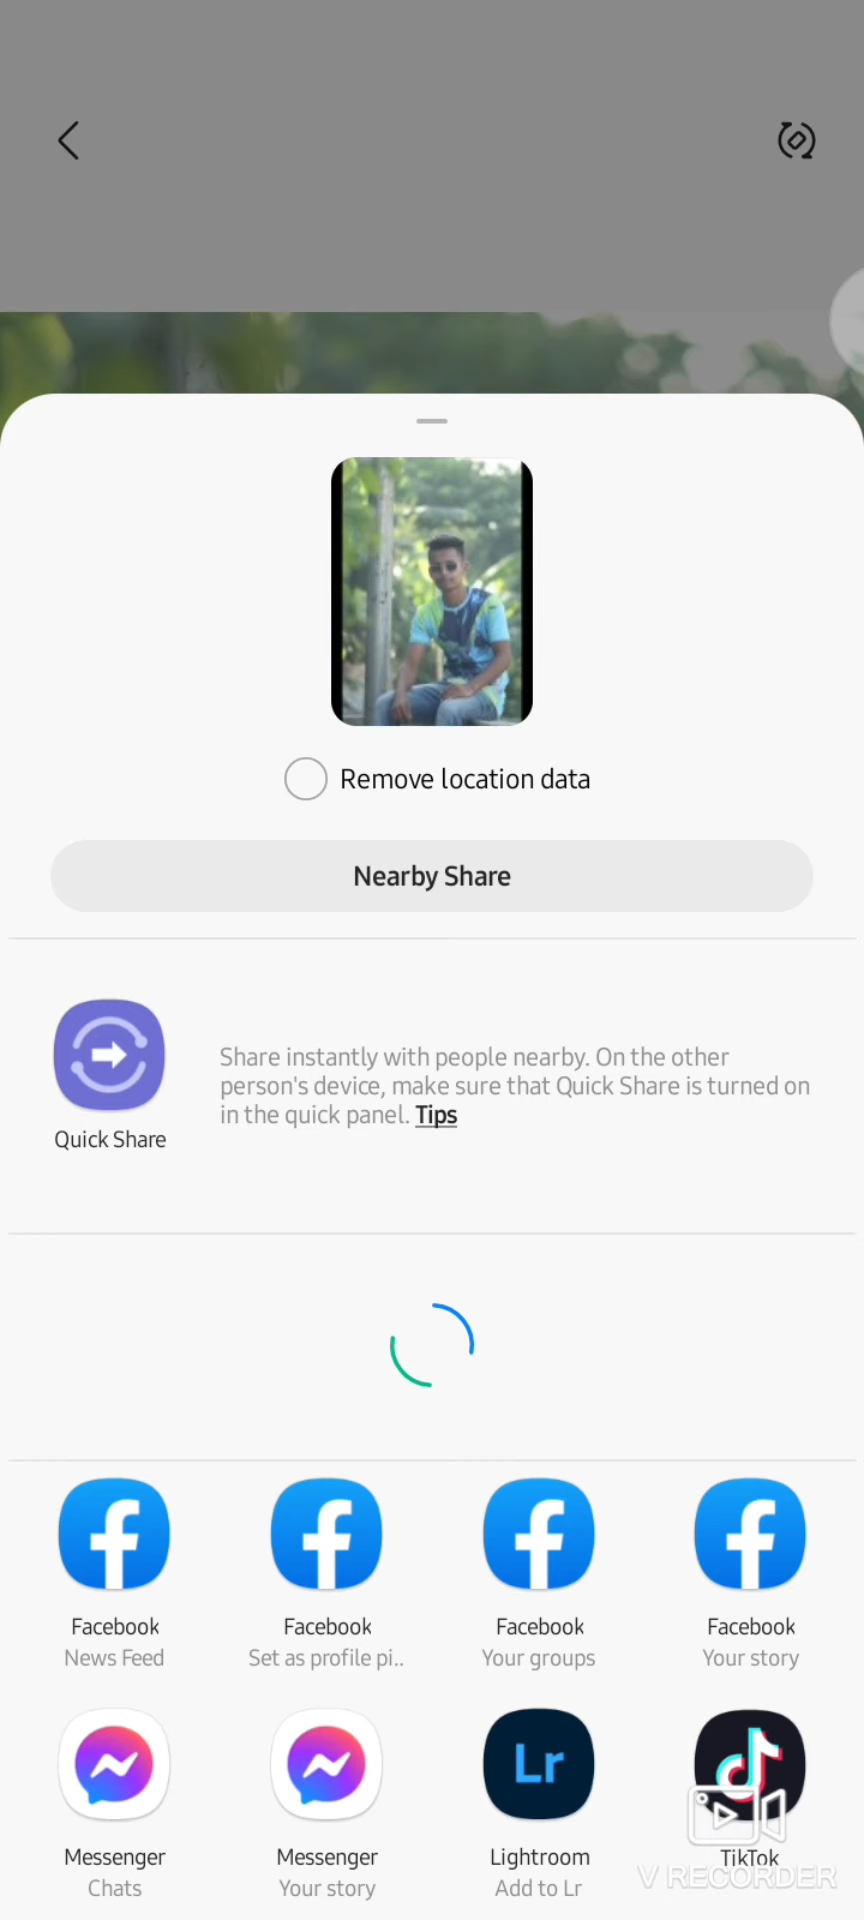 Remove location data
Nearby Share
Share instantly with people nearby. On the other
person's device, make sure that Quick Share is turned on
in the quick panel. Tips
Quick Share
Facebook
News Feed
Facebook
Set as profile pi..
Facebook
Your groups
Facebook
Your story
Messenger
Chats
Messenger
Your story
Lr
Lightroom
Add to Lr
TikTok
V RECORDER